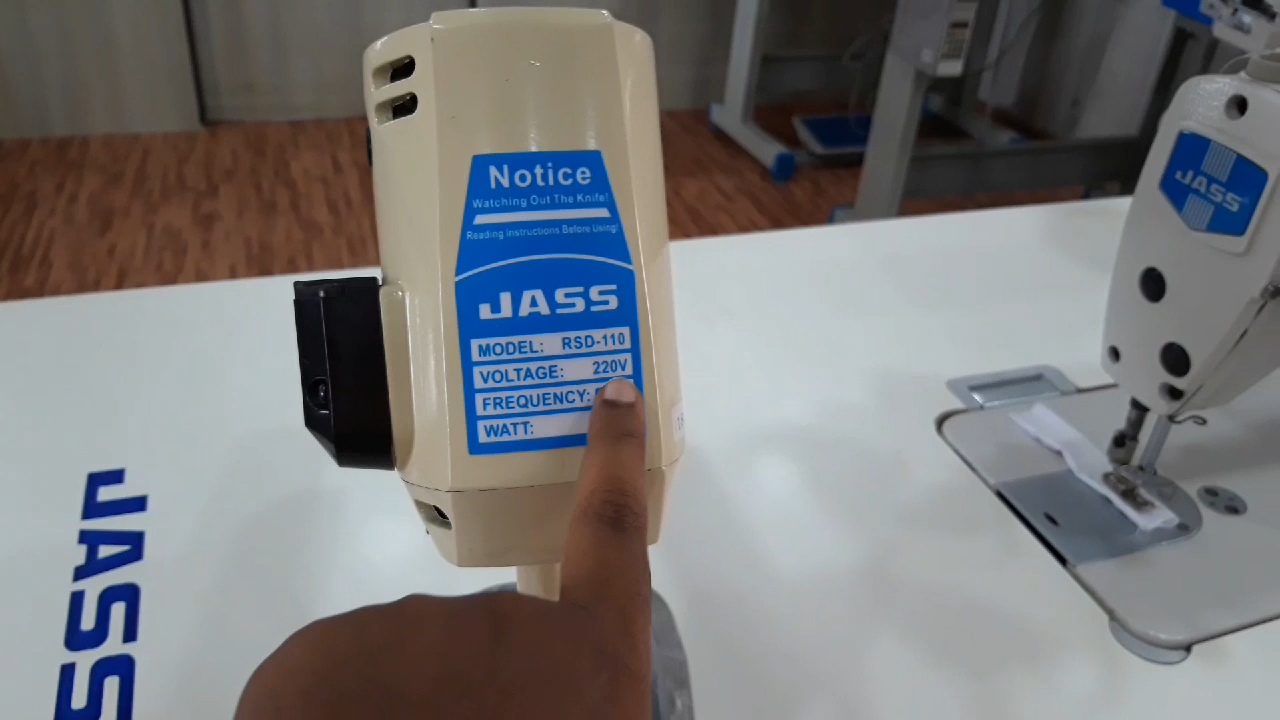 Notice
Watching Out The Knife!
Reading Instructions Before Using!
JASS
MODEL: RSD-110
VOLTAGE: 220V
FREQUENCY:
WATT:
JASS
JASS